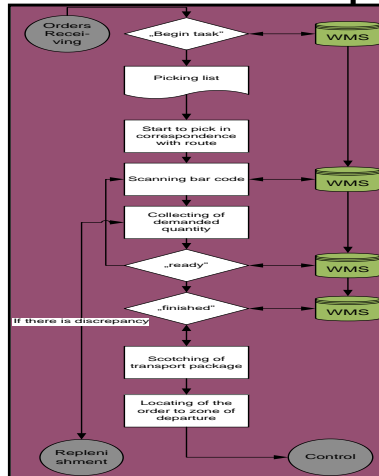 Orders
Recei-
ving
„Begin task“
WMS
Picking list
Start to pick in
correspondence
with route
Scanning bar code
WMS
Collecting of
demanded
quantity
„ready“
WMS
„finished“
WMS
If there is discrepancy
Scotching of
transport package
Locating of the
order to zone of
departure
Repleni
shment
Control